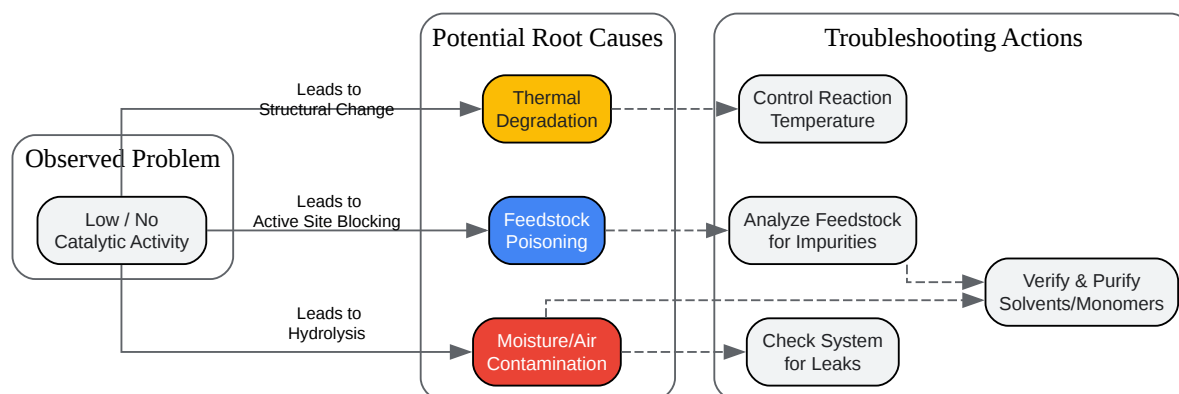 Potential Root Causes
Troubleshooting Actions
Leads to
Structural Change
Thermal
Degradation
Control Reaction
Temperature
Observed Problem
Low / No
Catalytic Activity
Leads to
Active Site Blocking
Feedstock
Poisoning
Analyze Feedstock
for Impurities
Verify & Purify
Solvents/Monomers
Leads to
Hydrolysis
Moisture/Air
Contamination
Check System
for Leaks